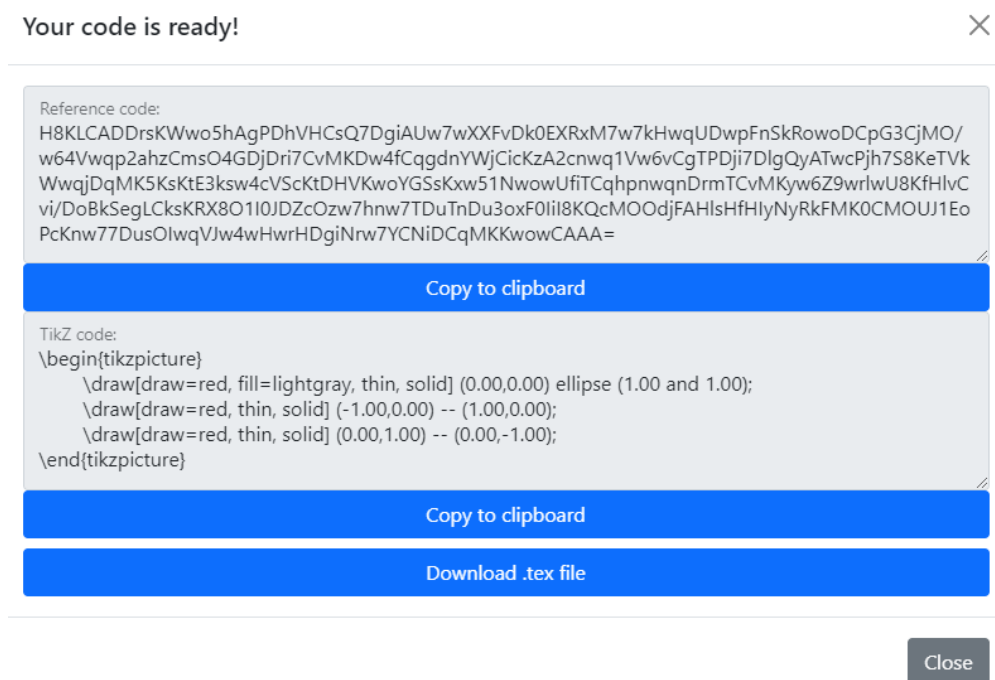 Your code is ready!
Reference code:
H8KLCADDrsKWwo5hAgPDhVHCsQ7DgiAUw7wXXFvDk0EXRxM7w7kHwqUDwpFnSkRowoDCpG3CjMO/
w64Vwqp2ahzCmsO4GDjDri7CvMKDw4fCqgdnYWjCicKzA2cnwq1Vw6vCgTPDji7DlgQyATwcPjh7S8KeTVk
WwqjDqMK5KsKtE3ksw4cVScKtDHVKwoYGSsKxw51NwowUfiTCqhpnwqnDrmTCvMKyw6Z9wrlwU8KfHlvC
vi/DoBkSegLCksKRX8O1I0JDZcOzw7hnw7TDuTnDu3oxF0IiI8KQcMOOdjFAHlsHfHIyNyRkFMK0CMOUJ1Eo
PcKnw77DusOIwqVJw4wHwrHDgiNrw7YCNiDCqMKKwowCAAA=
Copy to clipboard
TikZ code:
\begin{tikzpicture}
\draw[draw=red, fill=lightgray, thin, solid] (0.00,0.00) ellipse (1.00 and 1.00);
\draw[draw=red, thin, solid] (-1.00,0.00) -- (1.00,0.00);
\draw[draw=red, thin, solid] (0.00,1.00) -- (0.00,-1.00);
\end{tikzpicture}
Copy to clipboard
Download .tex file
Close